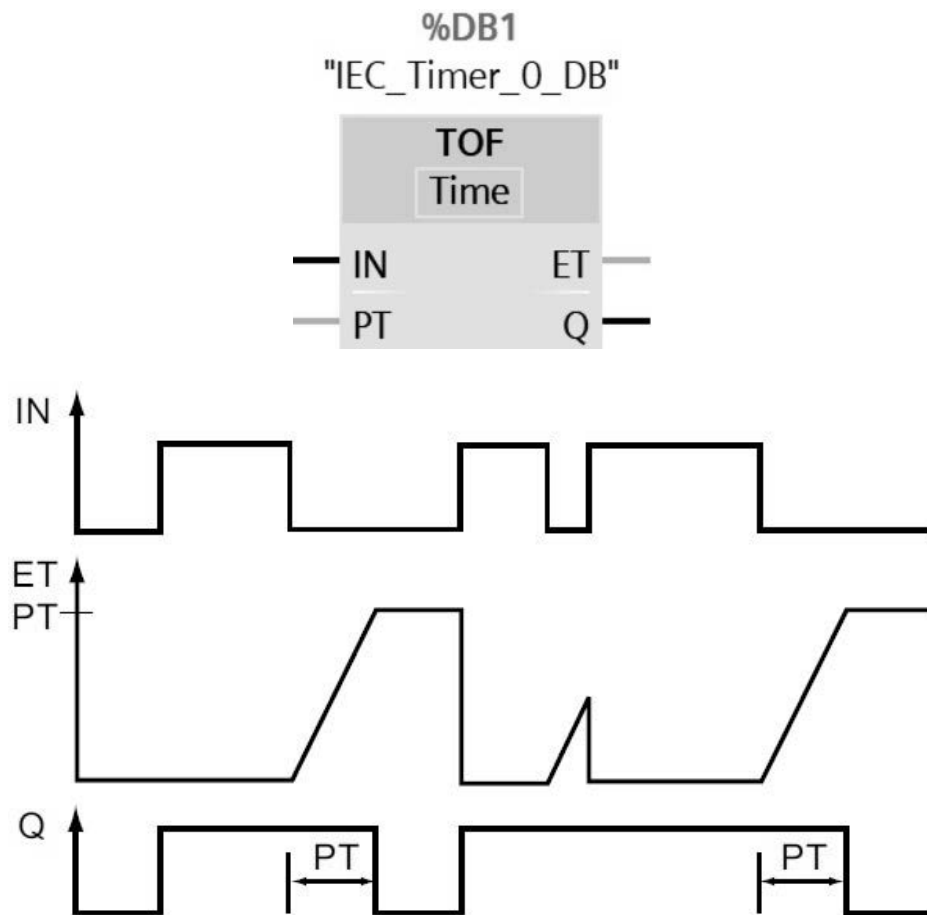 %DB1
"IEC_Timer_0_DB"
TOF
Time
IN ET
PT Q
IN
ET
PT
Q
PT PT